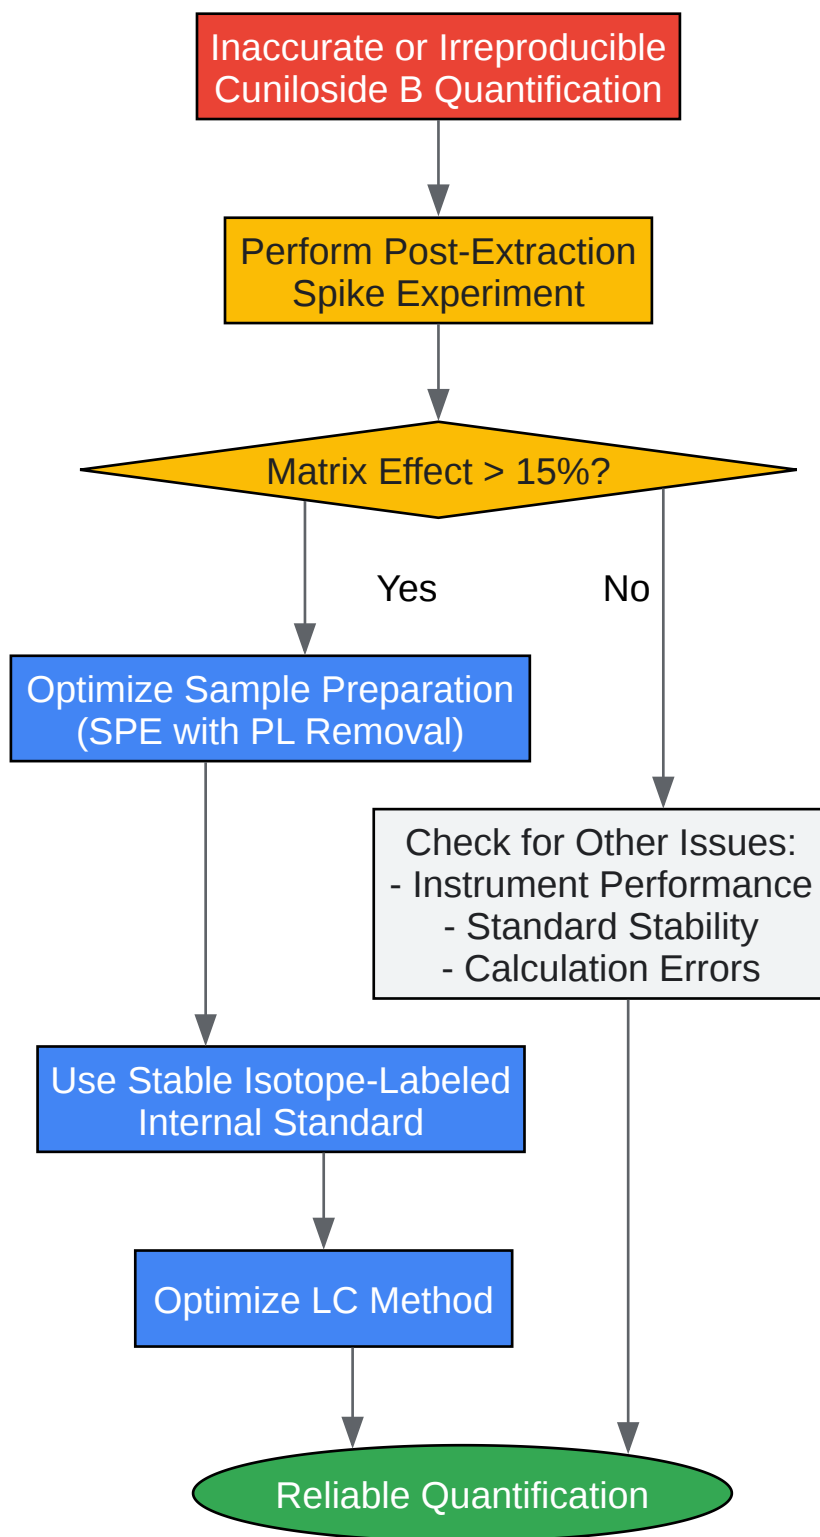 Inaccurate or Irreproducible
Cuniloside B Quantification
Perform Post-Extraction
Spike Experiment
Matrix Effect > 15%?
Yes
No
Optimize Sample Preparation
(SPE with PL Removal)
Check for Other Issues:
- Instrument Performance
- Standard Stability
- Calculation Errors
Use Stable Isotope-Labeled
Internal Standard
Optimize LC Method
Reliable Quantification